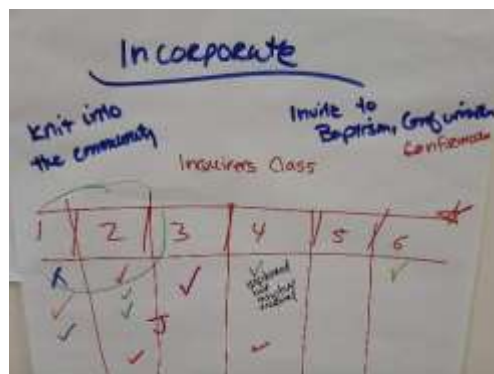 Incorporate
Knit into
the community
Invite to
Baptism, Confirmation
Confirmation
Inquirers Class
1 2 3 4 5 6
J